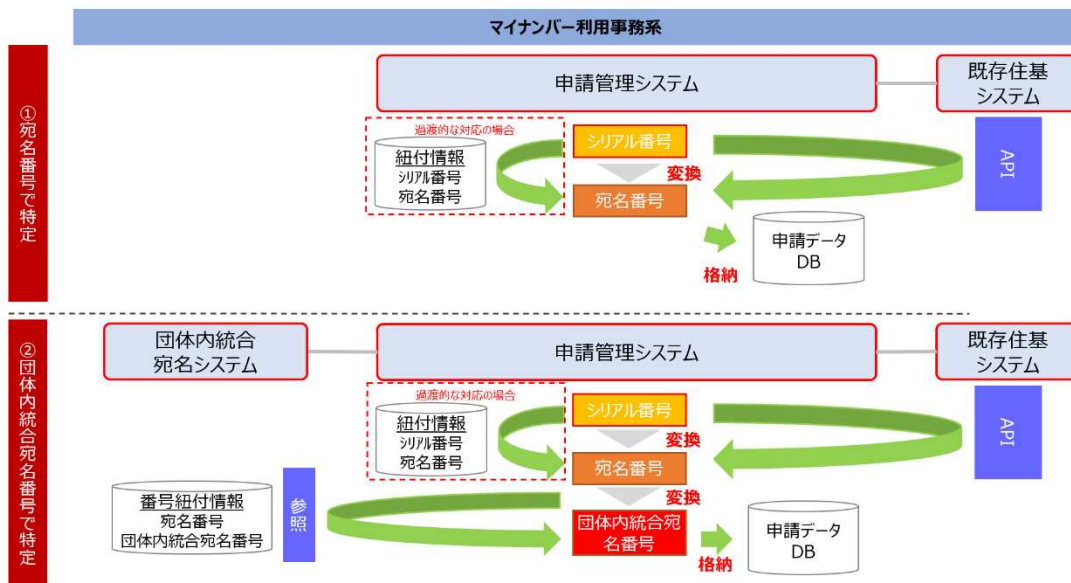 マイナンバー利用事務系
①宛名番号で特定
申請管理システム
既存住基
システム
過渡的な対応の場合
紐付情報
ｼﾘｱﾙ番号
宛名番号
シリアル番号
変換
宛名番号
API
格納
申請データ
DB
②団体内統合宛名番号で特定
団体内統合
宛名システム
申請管理システム
既存住基
システム
過渡的な対応の場合
紐付情報
ｼﾘｱﾙ番号
宛名番号
シリアル番号
変換
宛名番号
変換
API
番号紐付情報
宛名番号
団体内統合宛名番号
参照
団体内統合宛
名番号
格納
申請データ
DB